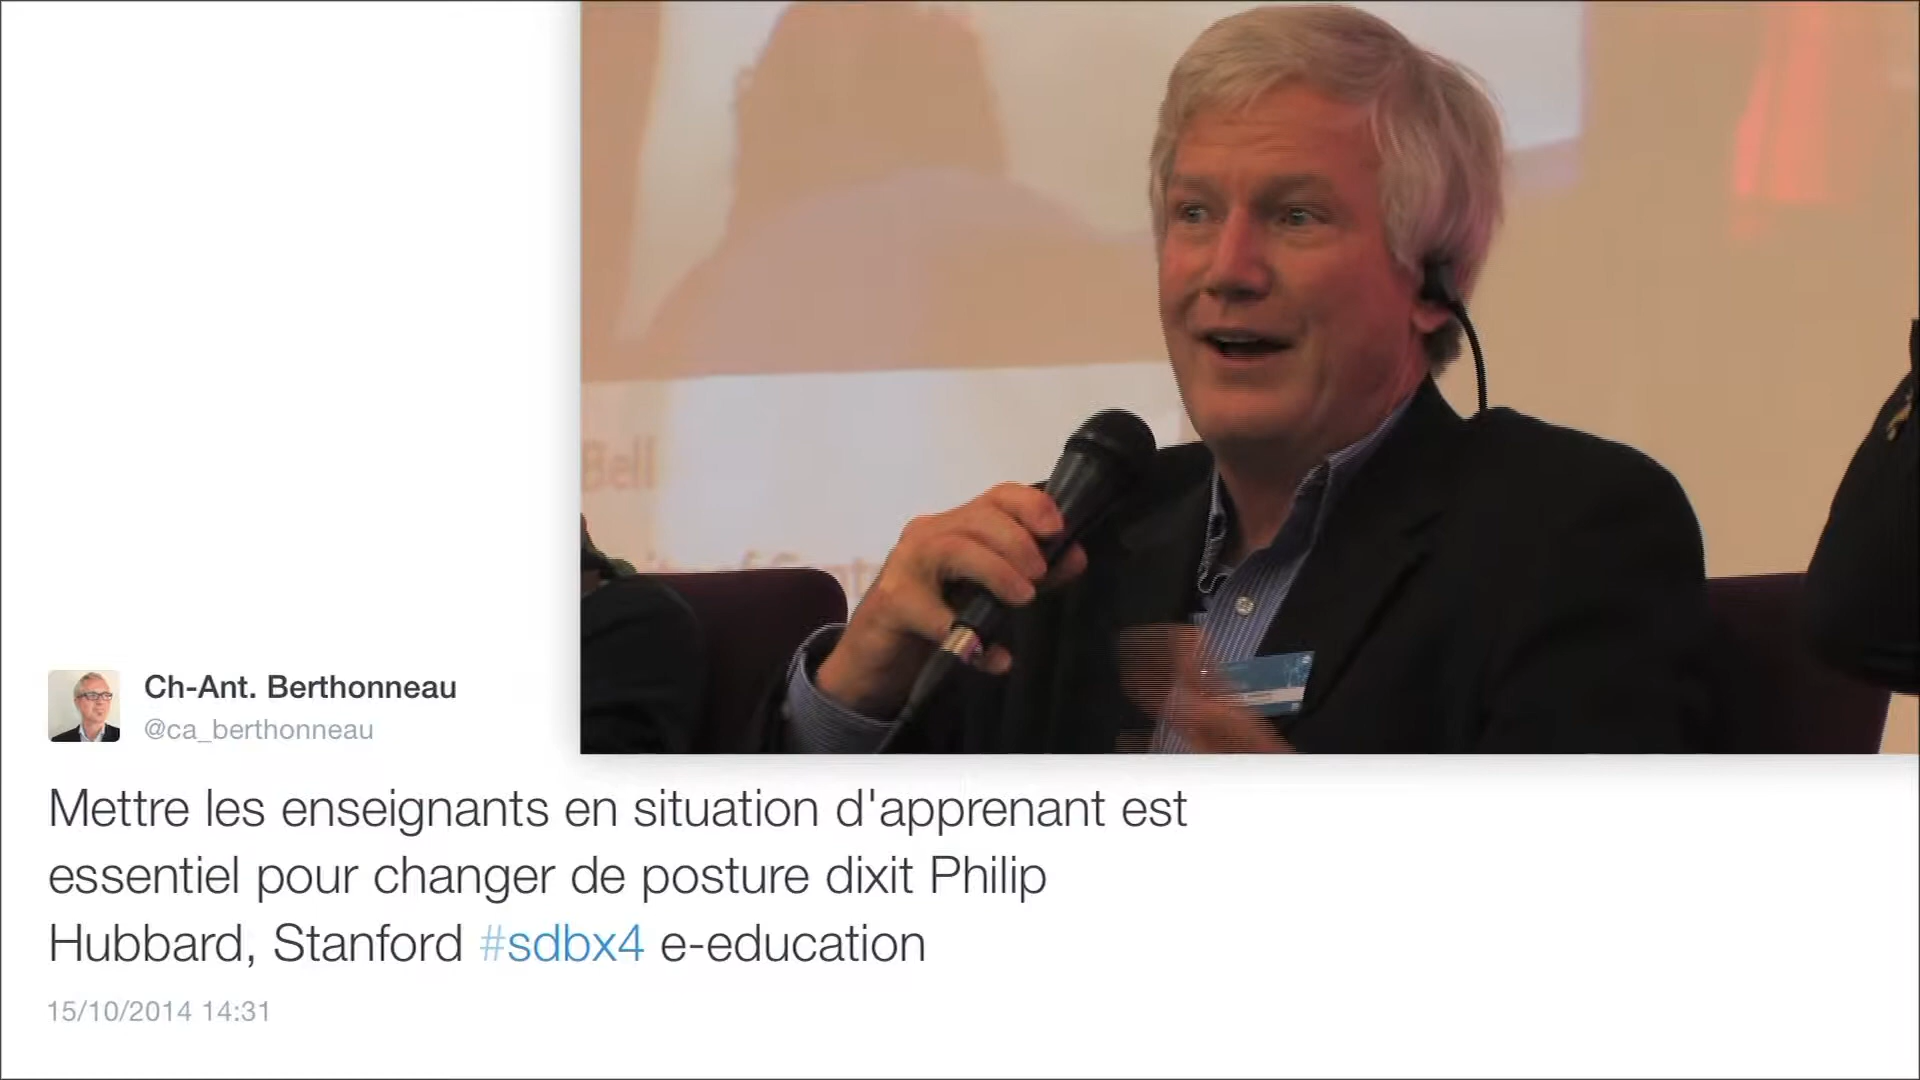 Bell
Ch-Ant. Berthonneau
@ca_berthonneau
Mettre les enseignants en situation d'apprenant est
essentiel pour changer de posture dixit Philip
Hubbard, Stanford #sdbx4 e-education
15/10/2014 14:31